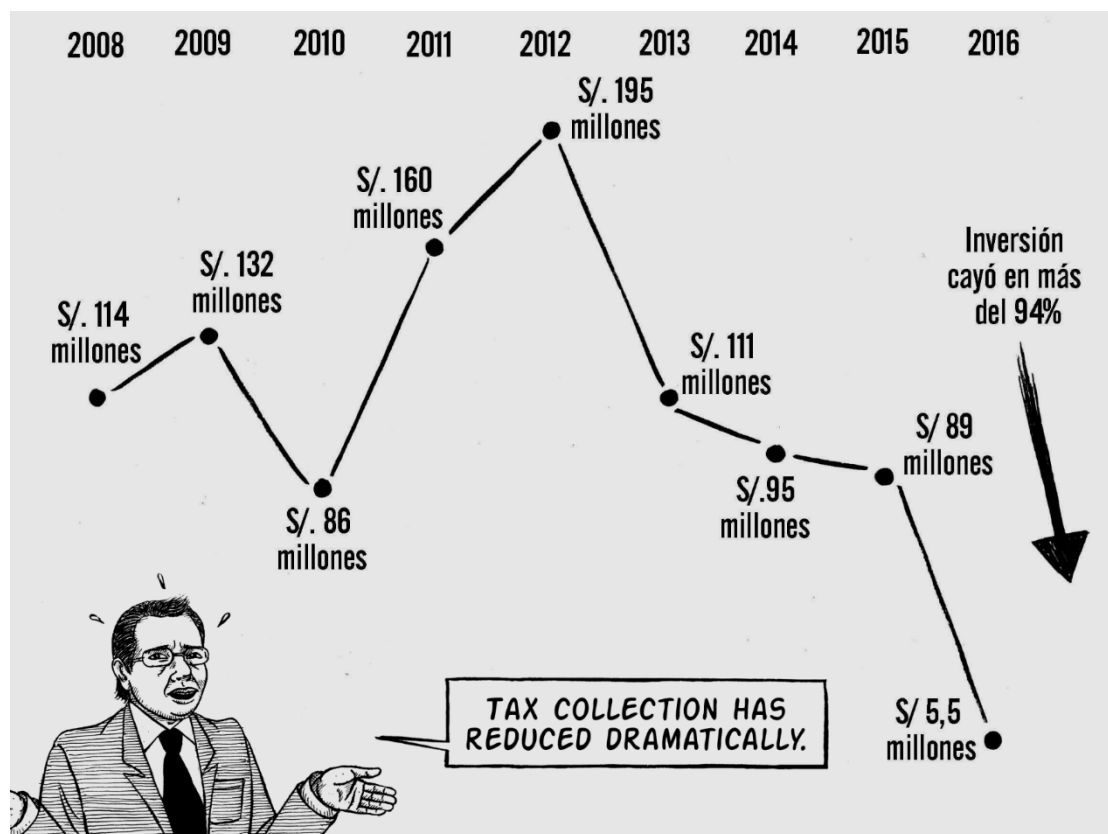 2008 2009 2010 2011 2012 2013 2014 2015 2016
S/. 114
millones
S/. 132
millones
S/. 86
millones
S/. 160
millones
S/. 195
millones
S/. 111
millones
S/.95
millones
S/ 89
millones
S/ 5,5
millones
Inversión
cayó en más
del 94%
TAX COLLECTION HAS
REDUCED DRAMATICALLY.